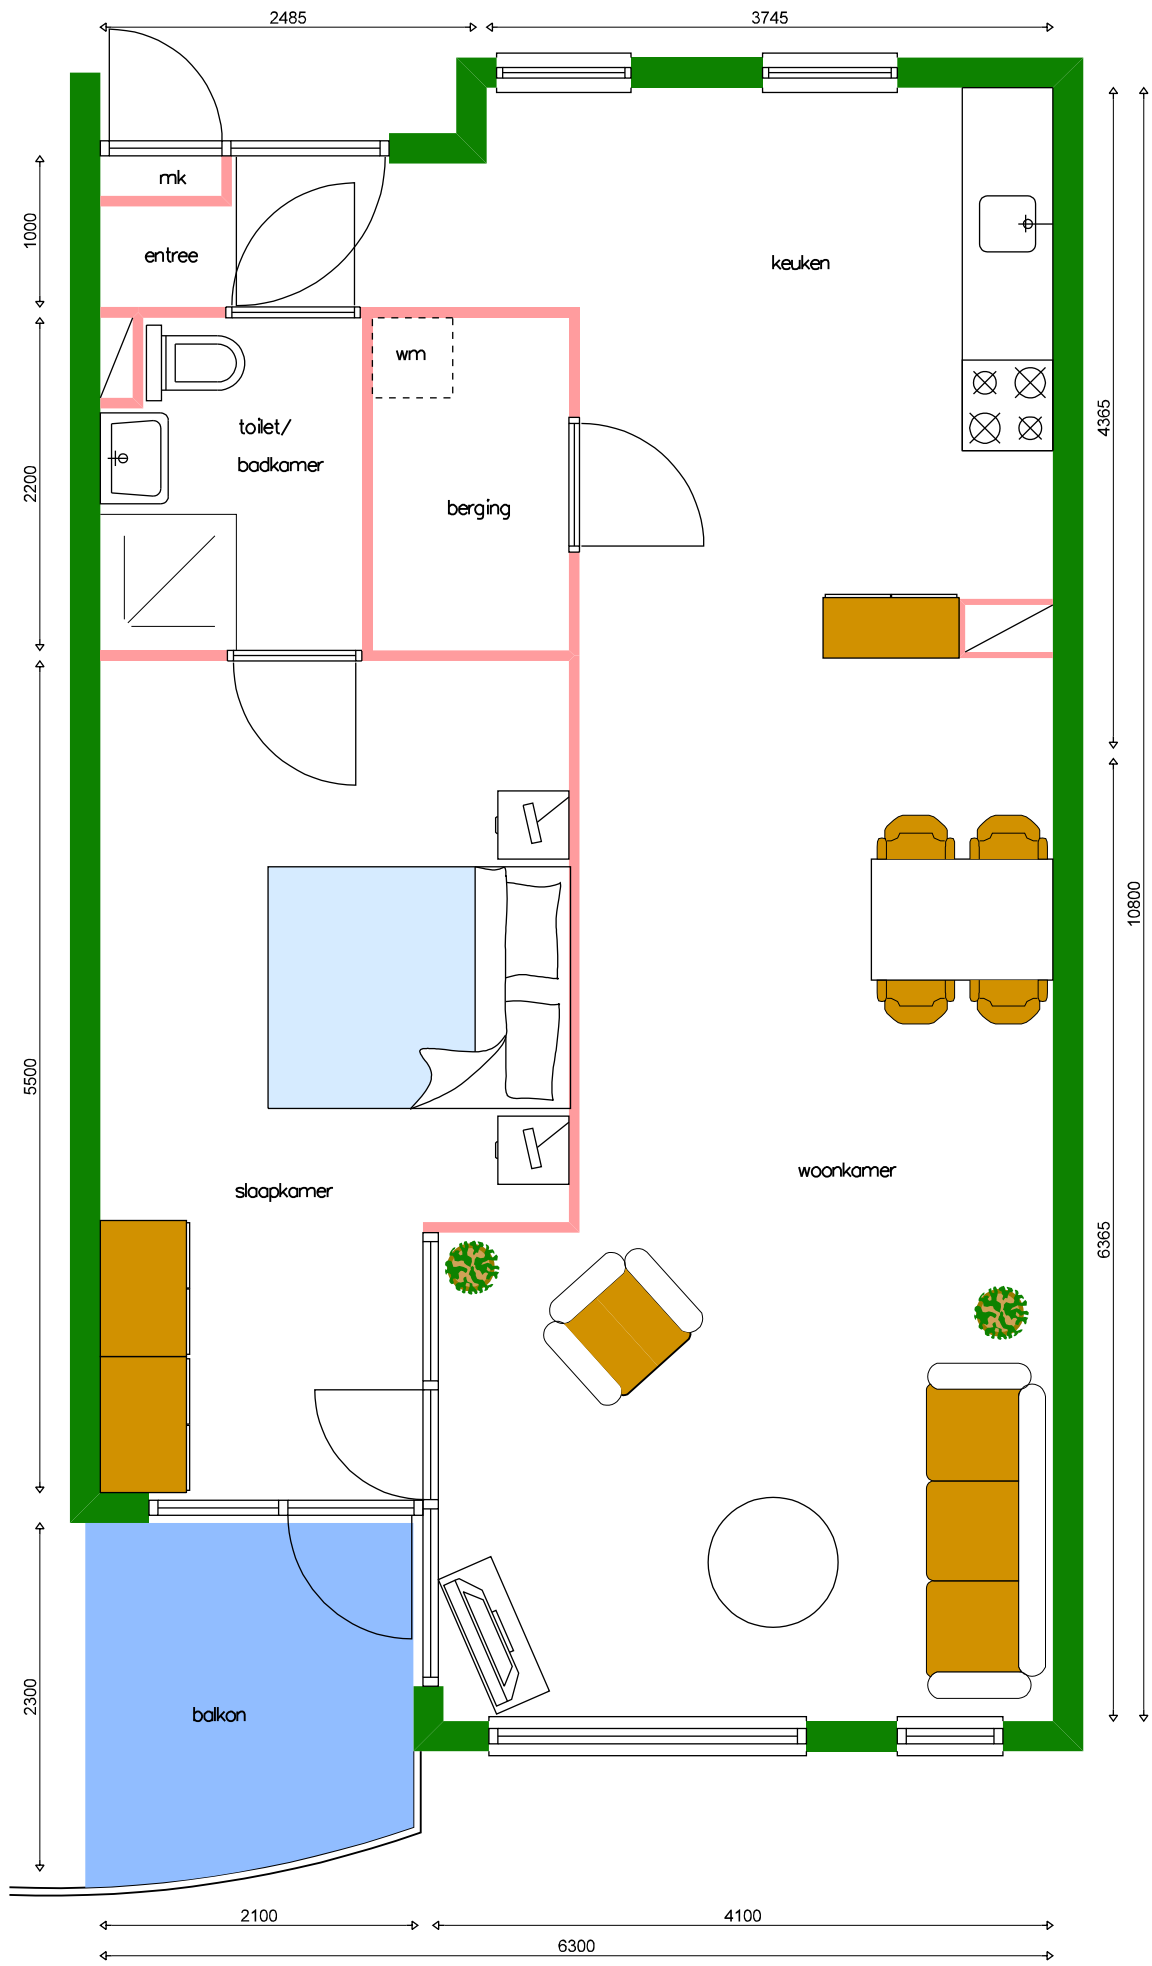 2485
3745
mk
1000
entree
keuken
wm
toilet/
badkamer
2200
4365
berging
10800
5500
woonkamer
slaapkamer
6365
2300
balkon
2100
4100
6300